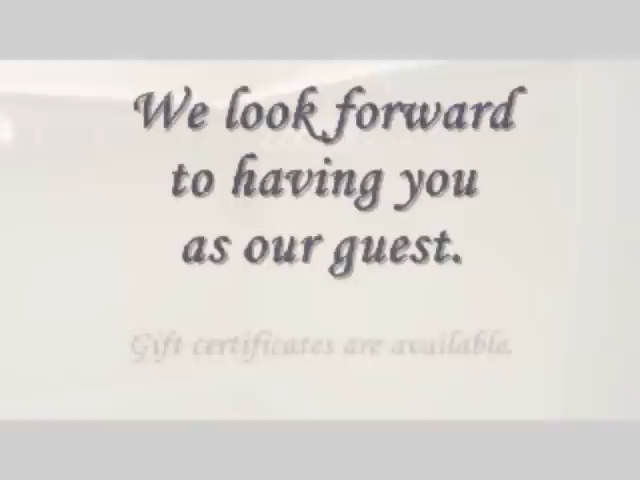 We look forward
to having you
as our guest.
Gift certificates are available.